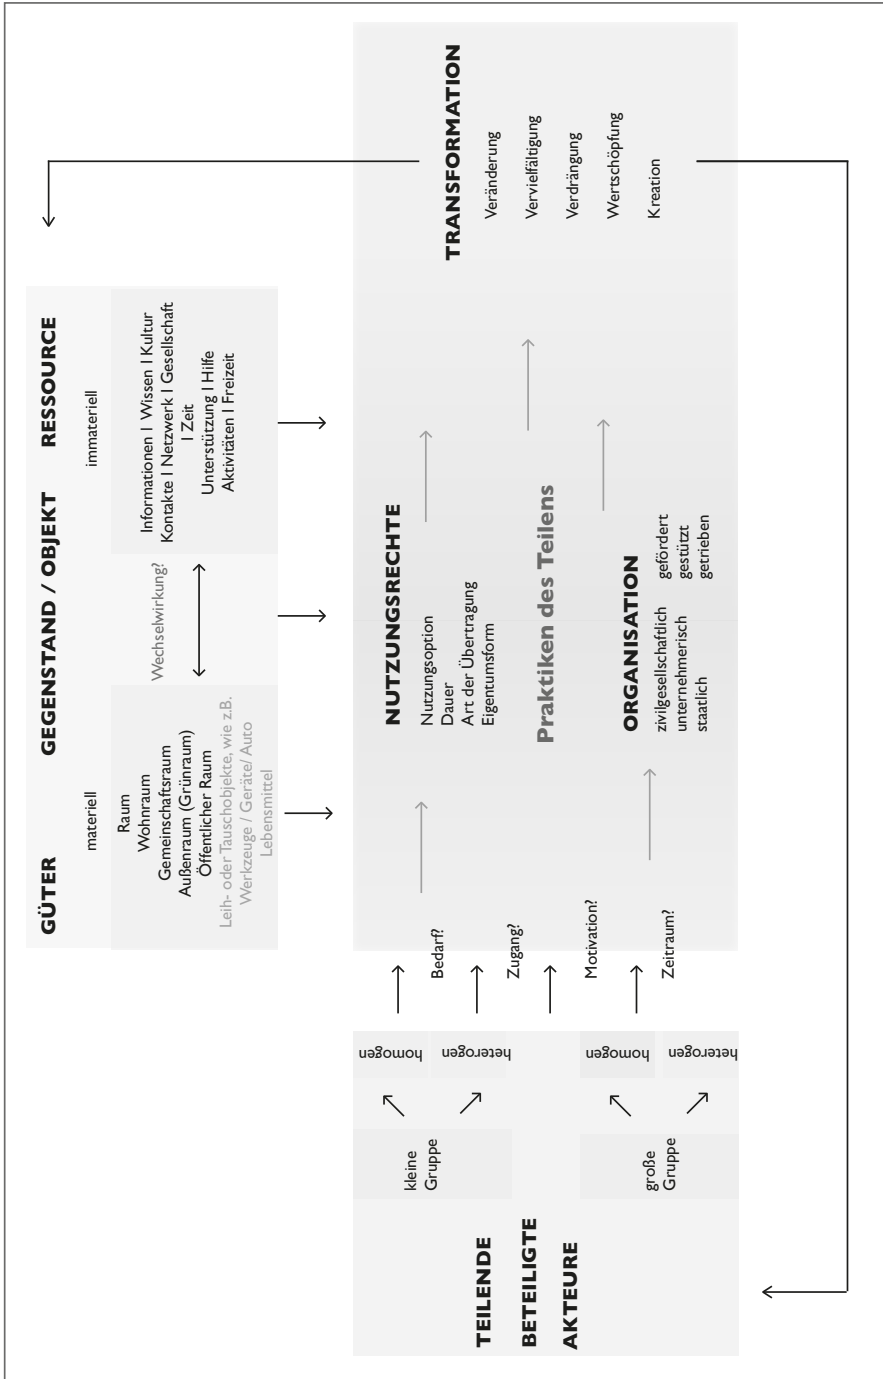 GÜTER
GEGENSTAND / OBJEKT
RESSOURCE
materiell
immateriell
Raum
Wohnraum
Gemeinschaftsraum
Außenraum (Grünraum)
Öffentlicher Raum
Leih- oder Tauschobjekte, wie z.B.
Werkzeuge / Geräte/ Auto
Lebensmittel
Wechselwirkung?
Informationen I Wissen I Kultur
Kontakte I Netzwerk I Gesellschaft
I Zeit
Unterstützung I Hilfe
Aktivitäten I Freizeit
TEILENDE
BETEILIGTE
AKTEURE
kleine
Gruppe
große
Gruppe
homogen
heterogen
homogen
heterogen
Bedarf?
Zugang?
Motivation?
Zeitraum?
NUTZUNGSRECHTE
Nutzungsoption
Dauer
Art der Übertragung
Eigentumsform
Praktiken des Teilens
ORGANISATION
zivilgesellschaftlich
unternehmerisch
staatlich
gefördert
gestützt
getrieben
TRANSFORMATION
Veränderung
Vervielfältigung
Verdrängung
Wertschöpfung
Kreation